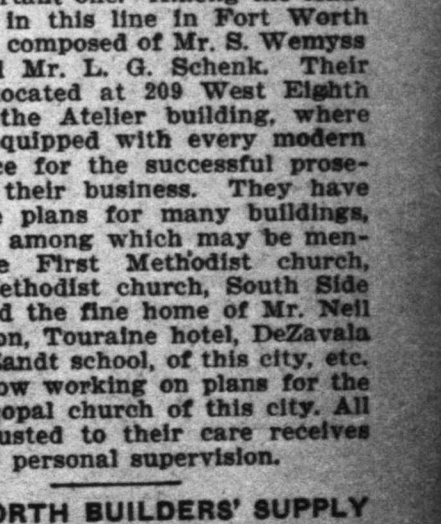 in this line in Fort Worth
composed of Mr. S. Wemyss
Mr. L. G. Schenk. Their
ocated at 209 West Eighth
the Atelier building, where
quipped with every modern
ce for the successful prose-
their business. They have
plans for many buildings,
among which may be men-
e First Methodist church,
ethodist church, South Side
d the fine home of Mr. Neil
on, Touraine hotel, DeZavala
andt school, of this city, etc.
ow working on plans for the
opal church of this city. All
usted to their care receives
personal supervision.
ORTH BUILDERS' SUPPLY